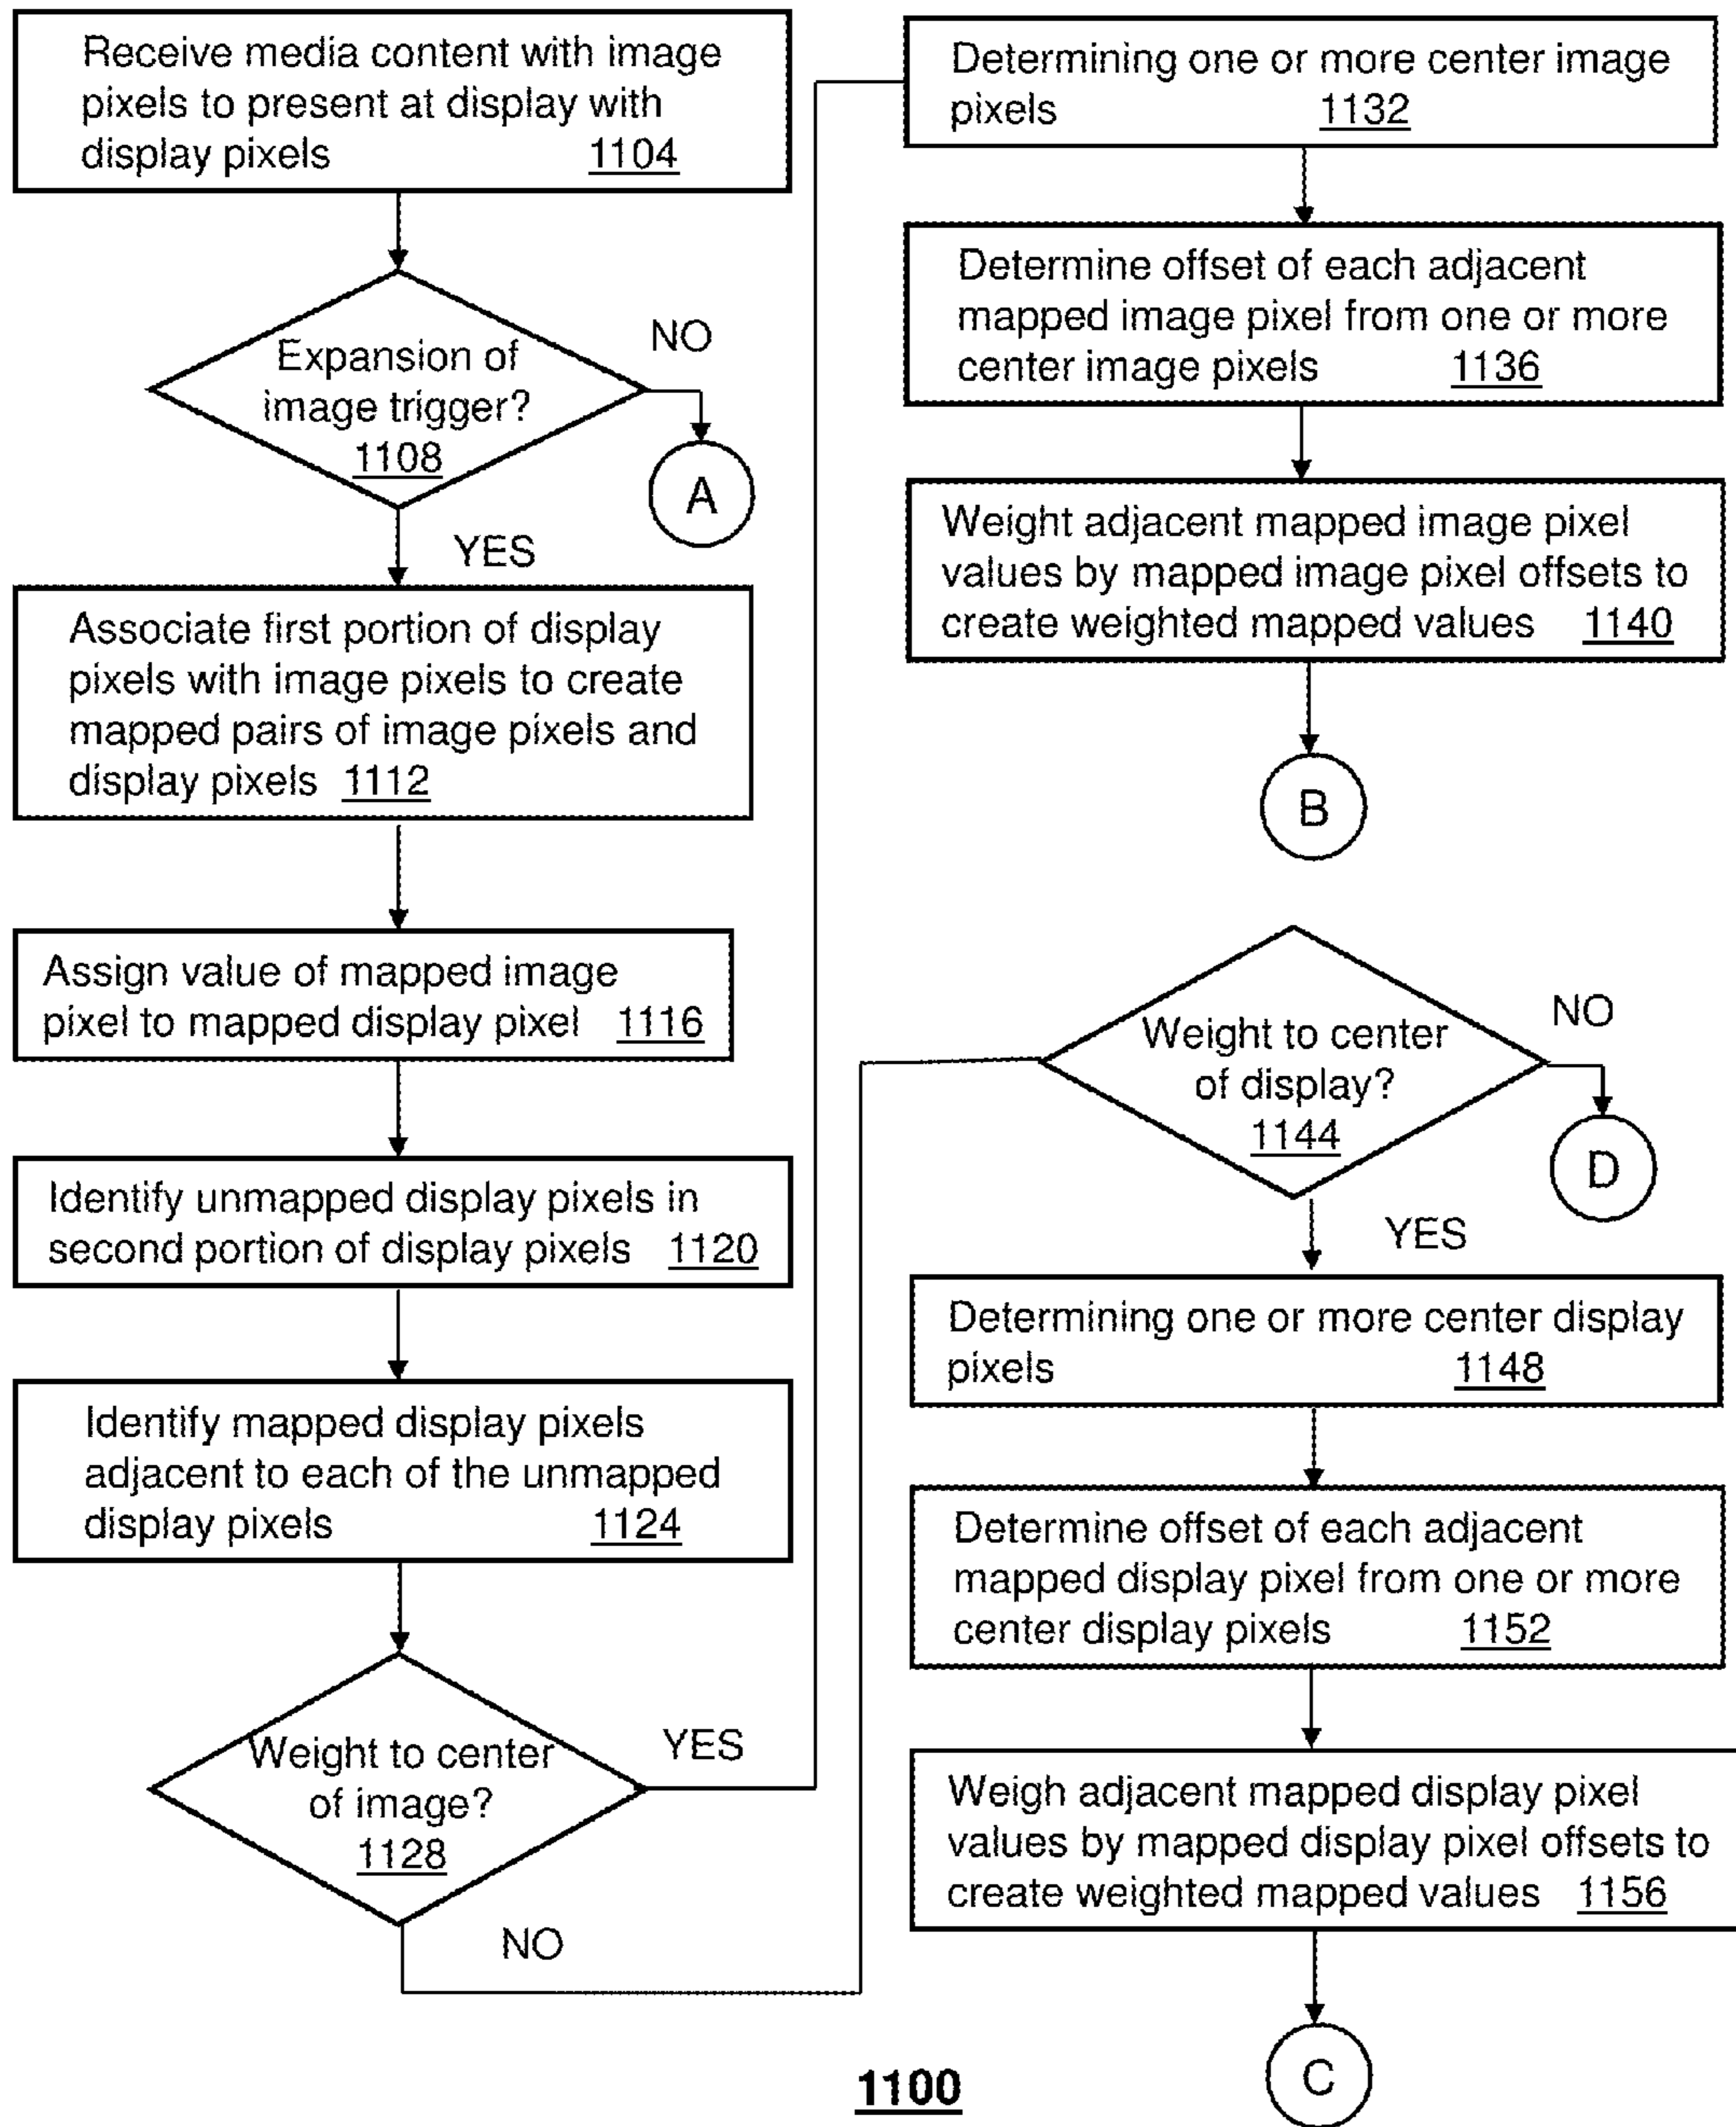 Receive media content with image
pixels to present at display with
display pixels 1104
Expansion of
image trigger?
1108
NO
A
YES
Associate first portion of display
pixels with image pixels to create
mapped pairs of image pixels and
display pixels 1112
Assign value of mapped image
pixel to mapped display pixel 1116
Identify unmapped display pixels in
second portion of display pixels 1120
Identify mapped display pixels
adjacent to each of the unmapped
display pixels 1124
Weight to center
of image?
1128
YES
NO
Determining one or more center image
pixels 1132
Determine offset of each adjacent
mapped image pixel from one or more
center image pixels 1136
Weight adjacent mapped image pixel
values by mapped image pixel offsets to
create weighted mapped values 1140
B
Weight to center
of display?
1144
NO
D
YES
Determining one or more center display
pixels 1148
Determine offset of each adjacent
mapped display pixel from one or more
center display pixels 1152
Weigh adjacent mapped display pixel
values by mapped display pixel offsets to
create weighted mapped values 1156
C
1100